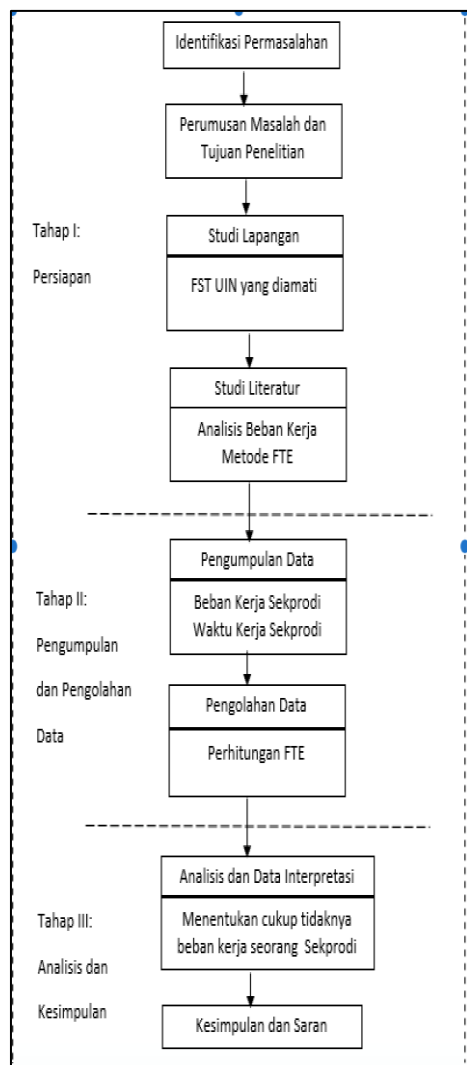 Identifikasi Permasalahan
Perumusan Masalah dan
Tujuan Penelitian
Tahap I:
Persiapan
Studi Lapangan
FST UIN yang diamati
Studi Literatur
Analisis Beban Kerja
Metode FTE
Tahap II:
Pengumpulan
dan Pengolahan
Data
Pengumpulan Data
Beban Kerja Sekprodi
Waktu Kerja Sekprodi
Pengolahan Data
Perhitungan FTE
Tahap III:
Analisis dan
Kesimpulan
Analisis dan Data Interpretasi
Menentukan cukup tidaknya
beban kerja seorang Sekprodi
Kesimpulan dan Saran